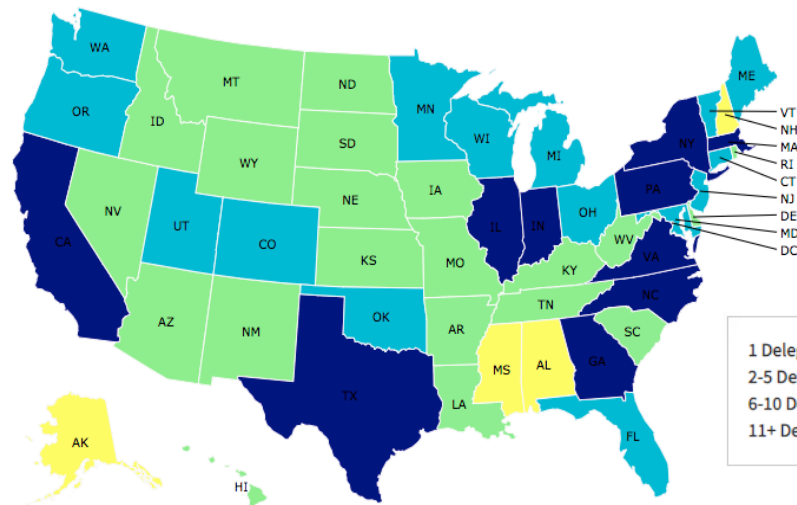 WA
ME
MT
ND
VT
MN
OR
NH
ID
WI
MA
SD
NY
MI
RI
WY
CT
IA
PA
NJ
NE
NV
OH
DE
IL
IN
UT
MD
CO
WV
CA
VA
DC
KS
MO
KY
NC
TN
OK
AZ
NM
AR
SC
MS
AL
GA
1 Deleg
TX
2-5 De
LA
6-10 D
FL
11+ De
AK
HI